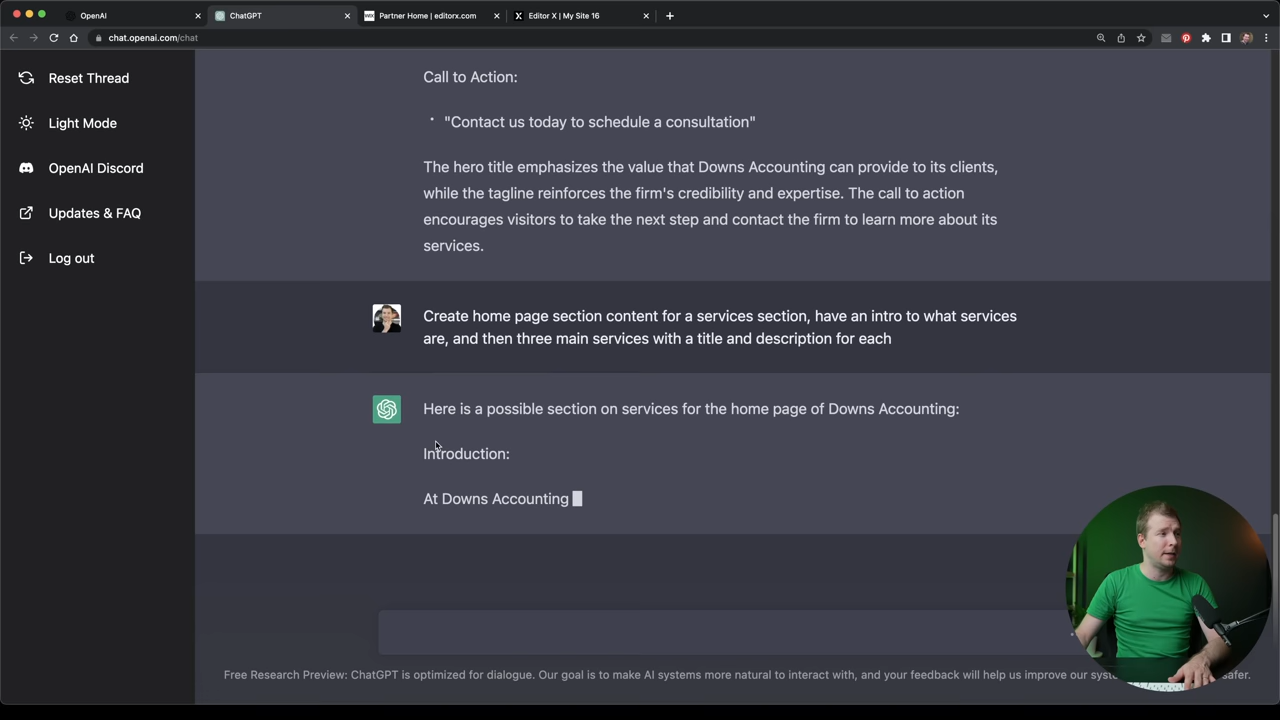 OpenAI
ChatGPT
Partner Home | editorx.com
Editor X | My Site 16
chat.openai.com/chat
Reset Thread
Light Mode
OpenAI Discord
Updates & FAQ
Log out
Call to Action:
"Contact us today to schedule a consultation"
The hero title emphasizes the value that Downs Accounting can provide to its clients,
while the tagline reinforces the firm's credibility and expertise. The call to action
encourages visitors to take the next step and contact the firm to learn more about its
services.
Create home page section content for a services section, have an intro to what services
are, and then three main services with a title and description for each
Here is a possible section on services for the home page of Downs Accounting:
Introduction:
At Downs Accounting
Free Research Preview: ChatGPT is optimized for dialogue. Our goal is to make AI systems more natural to interact with, and your feedback will help us improve our syst safer.